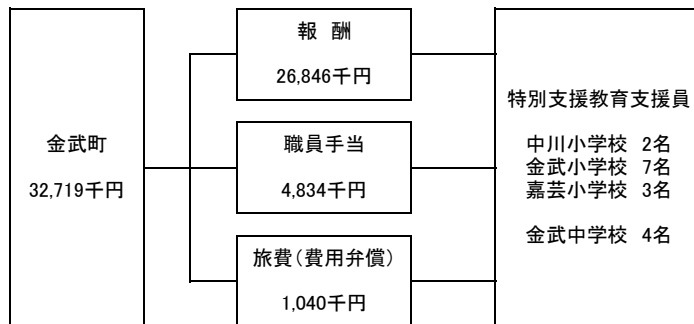 金武町
32,719千円
報 酬
26,846千円
職員手当
4,834千円
旅費(費用弁償)
1,040千円
特別支援教育支援員
中川小学校 2名
金武小学校 7名
嘉芸小学校 3名
金武中学校 4名